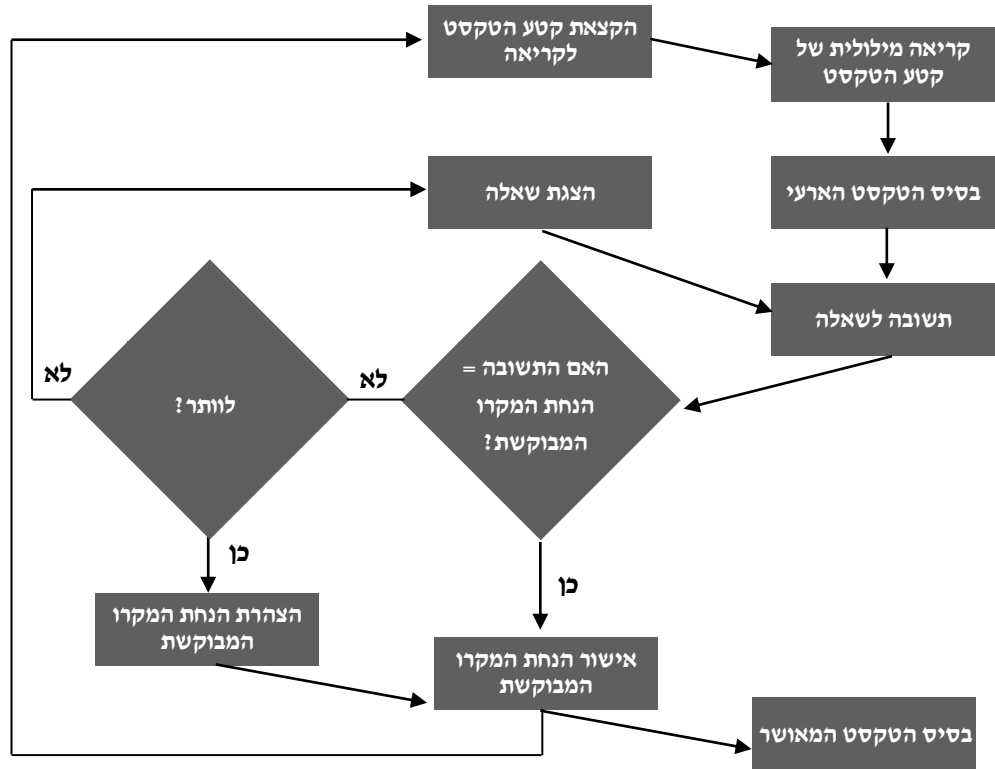 הקצאת קטע הטקסט
לקריאה
קריאה מילולית של
קטע הטקסט
הצגת שאלה
בסיס הטקסט הארעי
תשובה לשאלה
האם התשובה =
הנחת המקרו
המבוקשת?
לא
לוותר?
לא
כן
כן
הצהרת הנחת המקרו
המבוקשת
אישור הנחת המקרו
המבוקשת
בסיס הטקסט המאושר